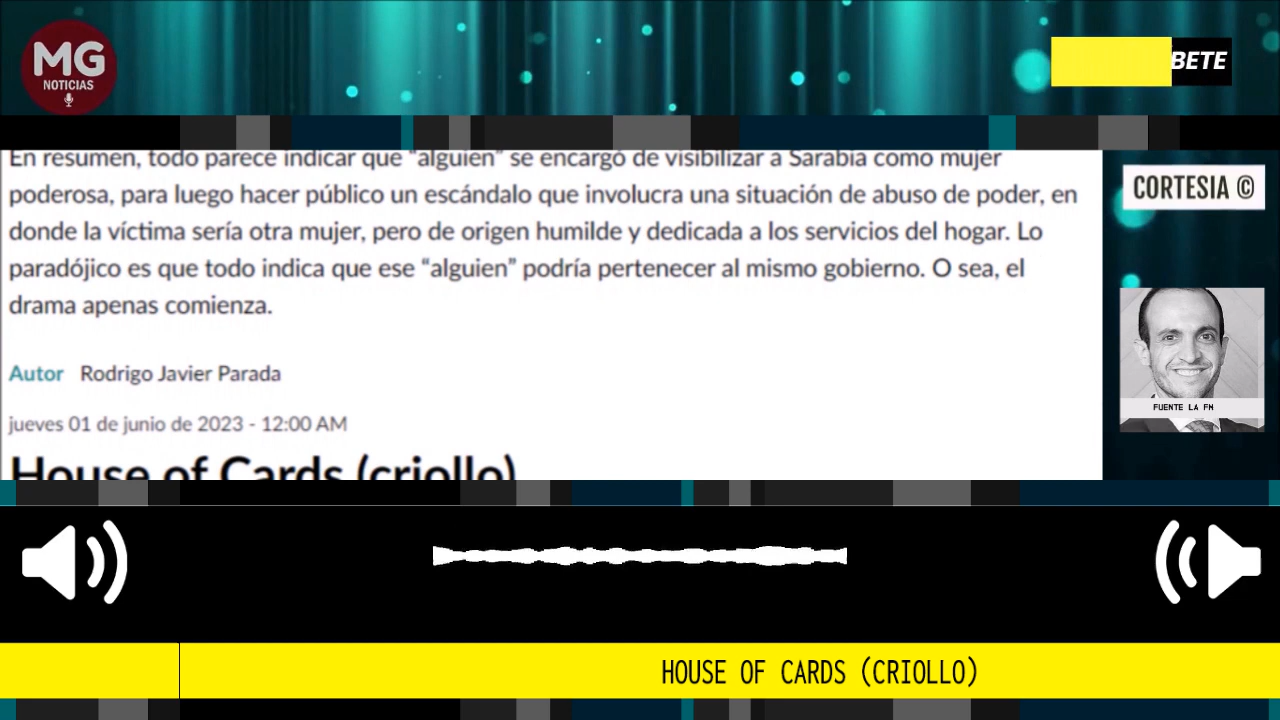 MG
NOTICIAS
BETE
En resumen, todo parece indicar que “alguien” se encargó de visibilizar a Sarabia como mujer
poderosa, para luego hacer público un escándalo que involucra una situación de abuso de poder, en
donde la víctima sería otra mujer, pero de origen humilde y dedicada a los servicios del hogar. Lo
paradójico es que todo indica que ese “alguien” podría pertenecer al mismo gobierno. O sea, el
drama apenas comienza.
Autor Rodrigo Javier Parada
jueves 01 de junio de 2023 - 12:00 AM
House of Cards (criollo)
CORTESIA ©
FUENTE LA FM
HOUSE OF CARDS (CRIOLLO)